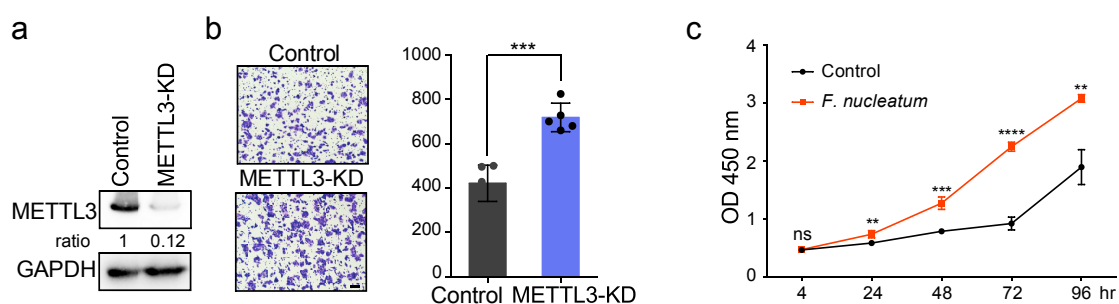 a
Control
METTL3-KD
METTL3
ratio 1 0.12
GAPDH
b
Control
METTL3-KD
***
1000
800
600
400
200
0
Control METTL3-KD
c
OD 450 nm
4
3
2
1
0
Control
F. nucleatum
ns
**
***
****
**
4 24 48 72 96 hr